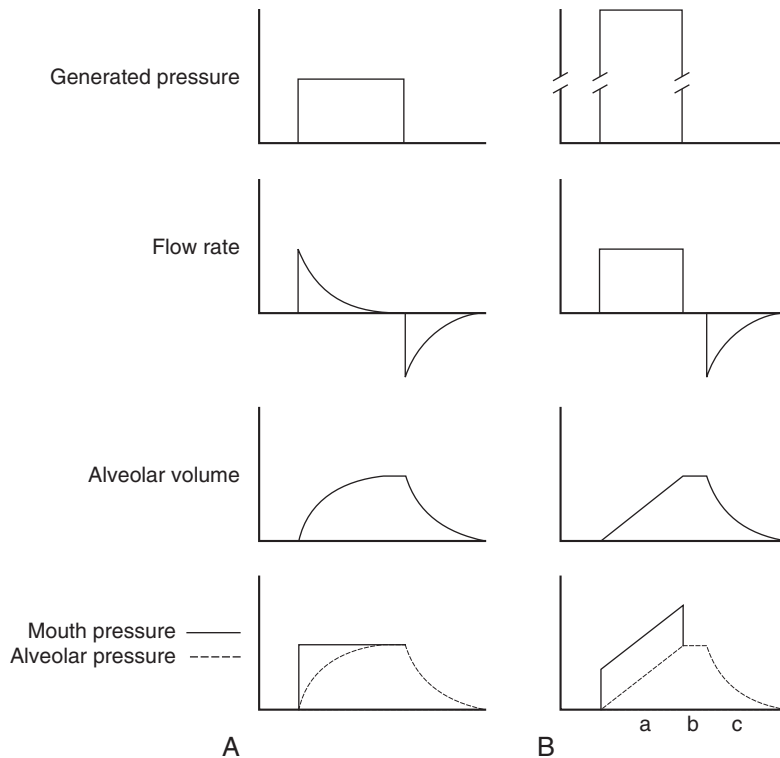 Generated pressure
Flow rate
Alveolar volume
Mouth pressure
Alveolar pressure
a b c
A B